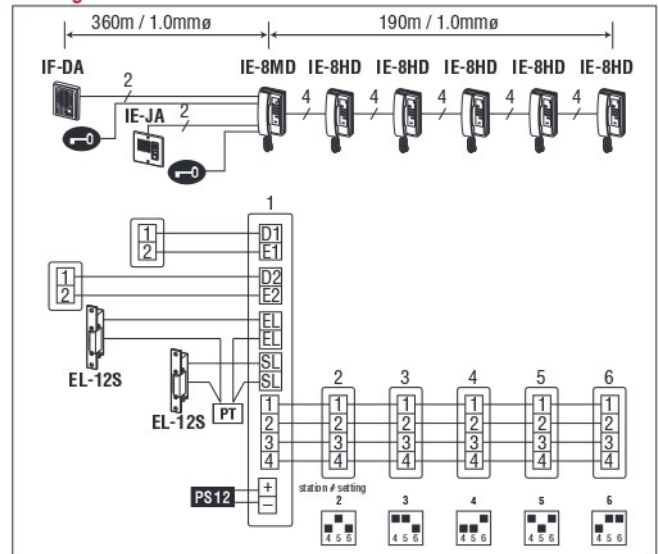 360m / 1.0mmø 190m / 1.0mmø
IF-DA 2 IE-8MD IE-8HD IE-8HD IE-8HD IE-8HD IE-8HD
IE-JA 2 4 4 4 4 4
1
1 D1
2 E1
1 D2
2 E2
EL
EL
EL-12S
SL
SL
EL-12S PT
2 3 4 5 6
1 1 1 1 1 1
2 2 2 2 2 2
3 3 3 3 3 3
4 4 4 4 4 4
PS12 + −
station # setting
2 3 4 5 6
4 5 6 4 5 6 4 5 6 4 5 6 4 5 6